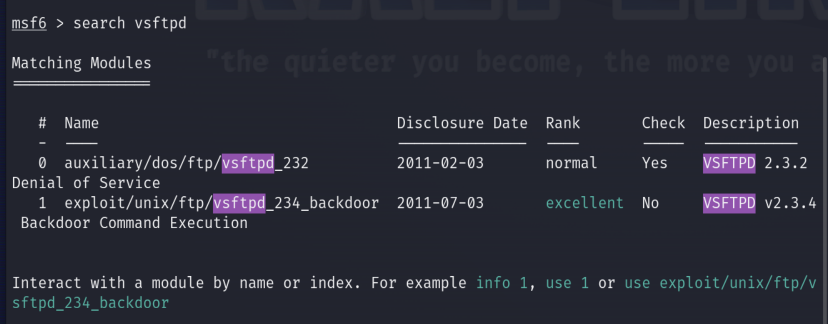 msf6 > search vsftpd
"the quieter you become, the more you a
Matching Modules
================
#  Name  Disclosure Date  Rank  Check  Description
-  ----  ---------------  ----  -----  -----------
0  auxiliary/dos/ftp/vsftpd_232  2011-02-03  normal  Yes  VSFTPD 2.3.2
Denial of Service
1  exploit/unix/ftp/vsftpd_234_backdoor  2011-07-03  excellent  No  VSFTPD v2.3.4
Backdoor Command Execution
Interact with a module by name or index. For example info 1, use 1 or use exploit/unix/ftp/v
sftpd_234_backdoor